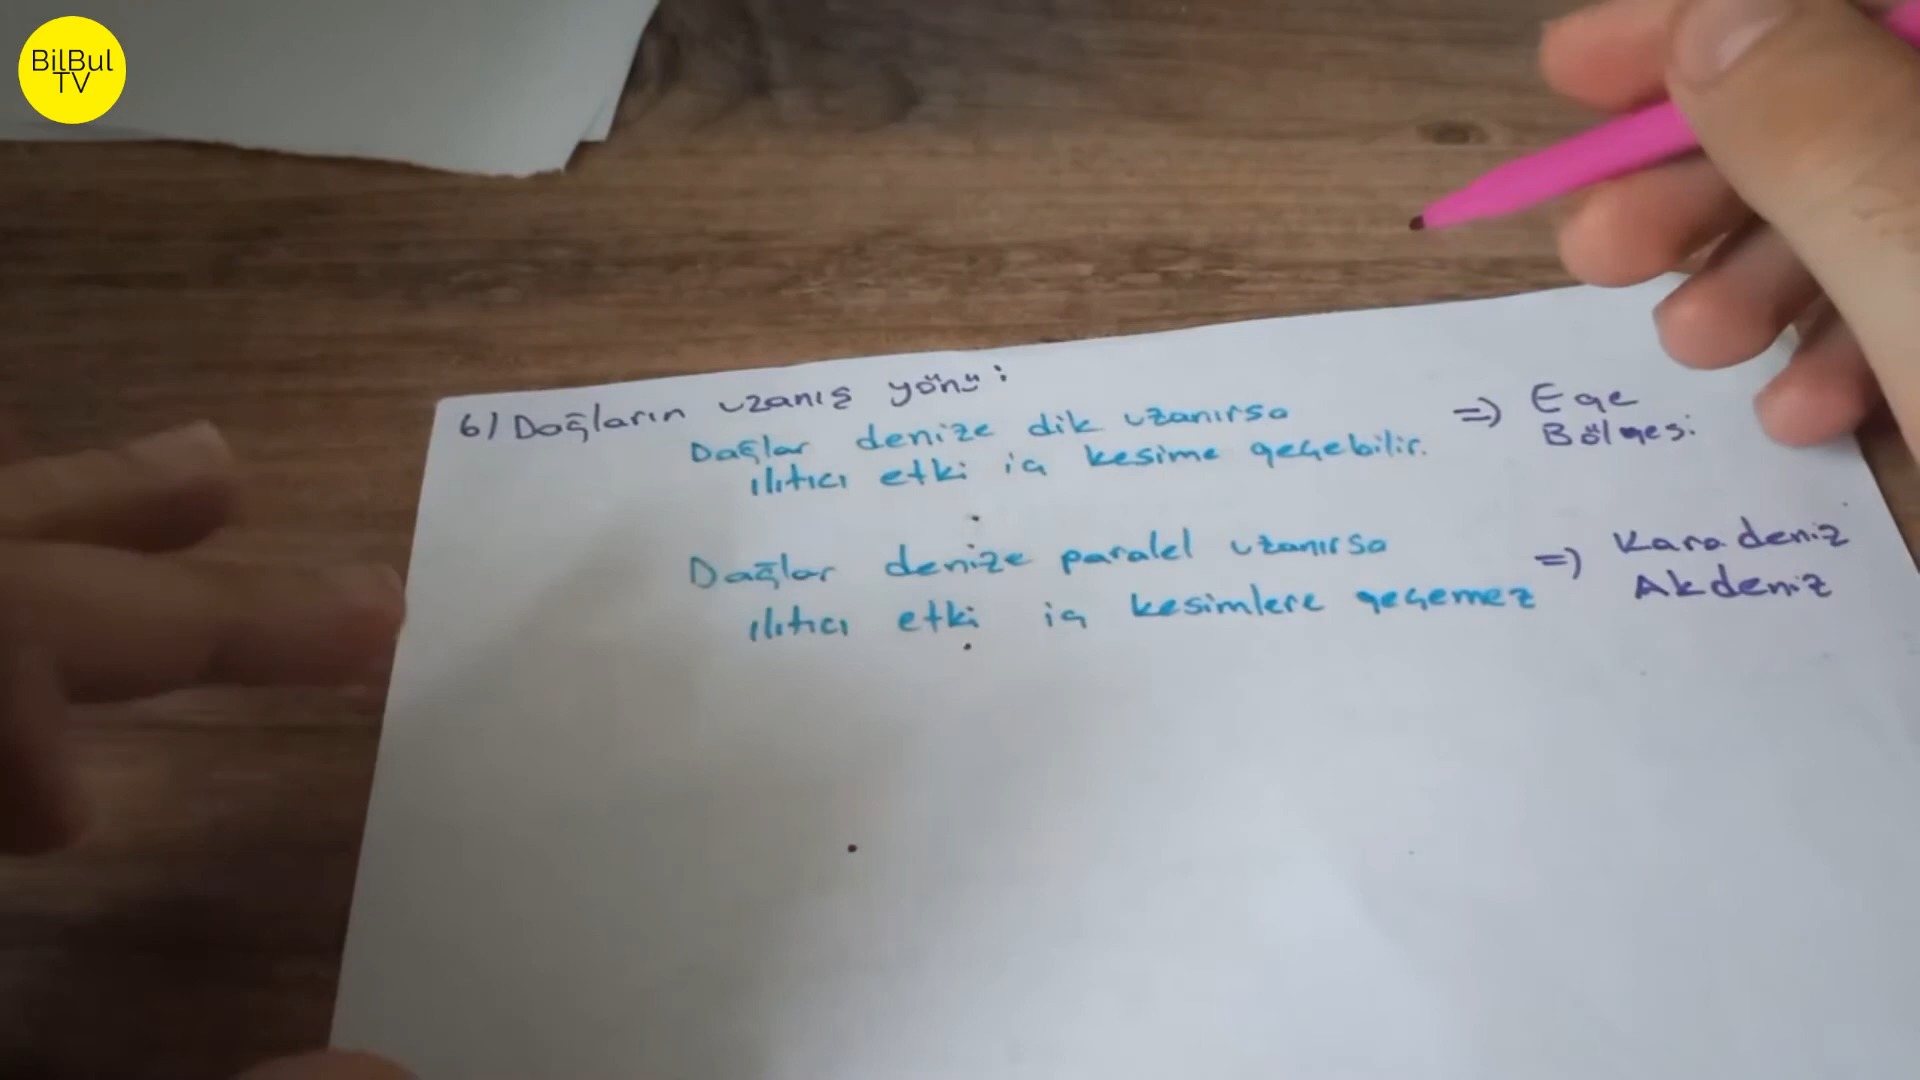 BilBul
TV
6) Dağların uzanış yönü:
Dağlar denize dik uzanırsa => Ege
ılıtıcı etki iç kesime geçebilir. Bölgesi
Dağlar denize paralel uzanırsa => Karadeniz
ılıtıcı etki iç kesimlere geçemez Akdeniz